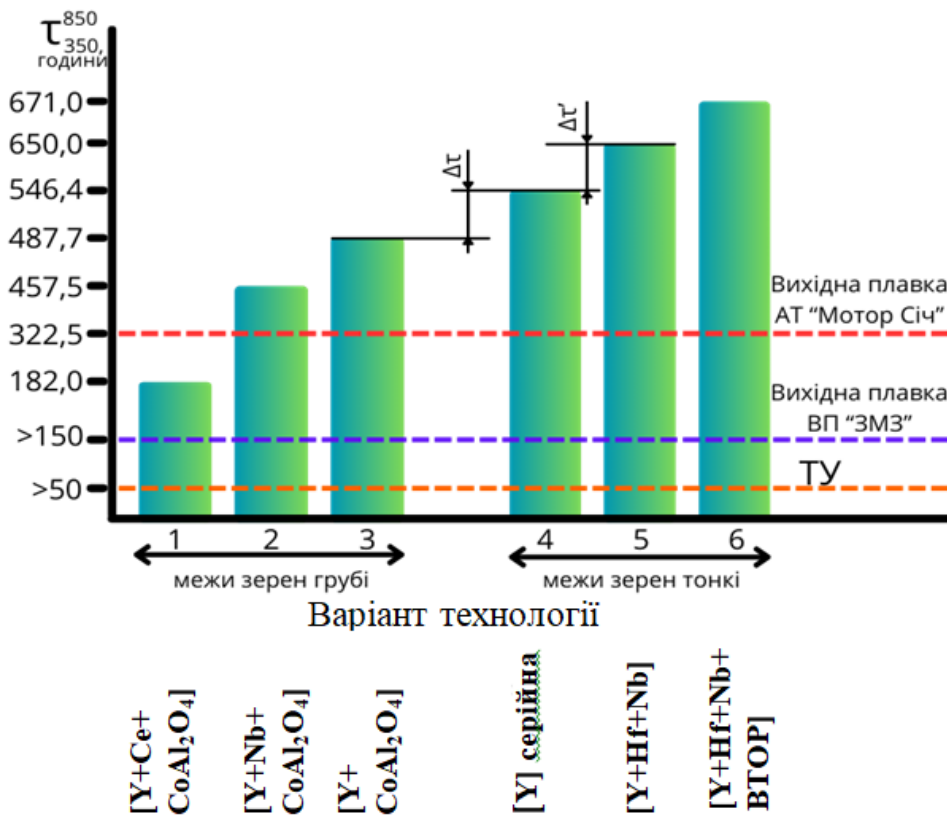 τ 850
350,
години
671,0
650,0
546,4
487,7
457,5
322,5
182,0
>150
>50
Δτ
Δτ'
Вихідна плавка
АТ “Мотор Січ”
Вихідна плавка
ВП “ЗМЗ”
ТУ
1 2 3 4 5 6
межи зерен грубі межи зерен тонкі
Варіант технології
[Y+Ce+
CoAl₂O₄]
[Y+Nb+
CoAl₂O₄]
[Y+
CoAl₂O₄]
[Y] серійна
[Y+Hf+Nb]
[Y+Hf+Nb+
ВТОР]